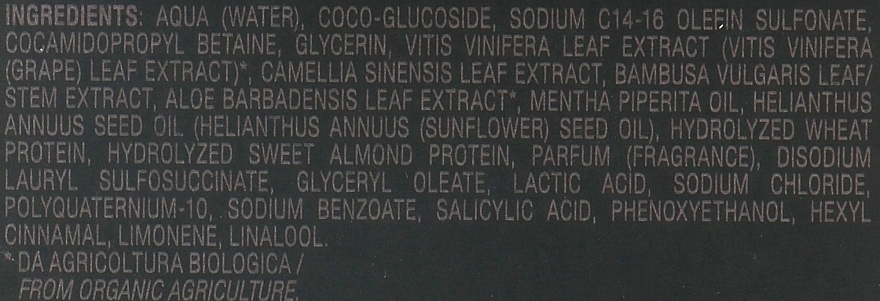 INGREDIENTS: AQUA (WATER), COCO-GLUCOSIDE, SODIUM C14-16 OLEFIN SULFONATE,
COCAMIDOPROPYL BETAINE, GLYCERIN, VITIS VINIFERA LEAF EXTRACT (VITIS VINIFERA
(GRAPE) LEAF EXTRACT)*, CAMELLIA SINENSIS LEAF EXTRACT, BAMBUSA VULGARIS LEAF/
STEM EXTRACT, ALOE BARBADENSIS LEAF EXTRACT*, MENTHA PIPERITA OIL, HELIANTHUS
ANNUUS SEED OIL (HELIANTHUS ANNUUS (SUNFLOWER) SEED OIL), HYDROLYZED WHEAT
PROTEIN, HYDROLYZED SWEET ALMOND PROTEIN, PARFUM (FRAGRANCE), DISODIUM
LAURYL SULFOSUCCINATE, GLYCERYL OLEATE, LACTIC ACID, SODIUM CHLORIDE,
POLYQUATERNIUM-10, SODIUM BENZOATE, SALICYLIC ACID, PHENOXYETHANOL, HEXYL
CINNAMAL, LIMONENE, LINALOOL.
* DA AGRICOLTURA BIOLOGICA /
FROM ORGANIC AGRICULTURE.